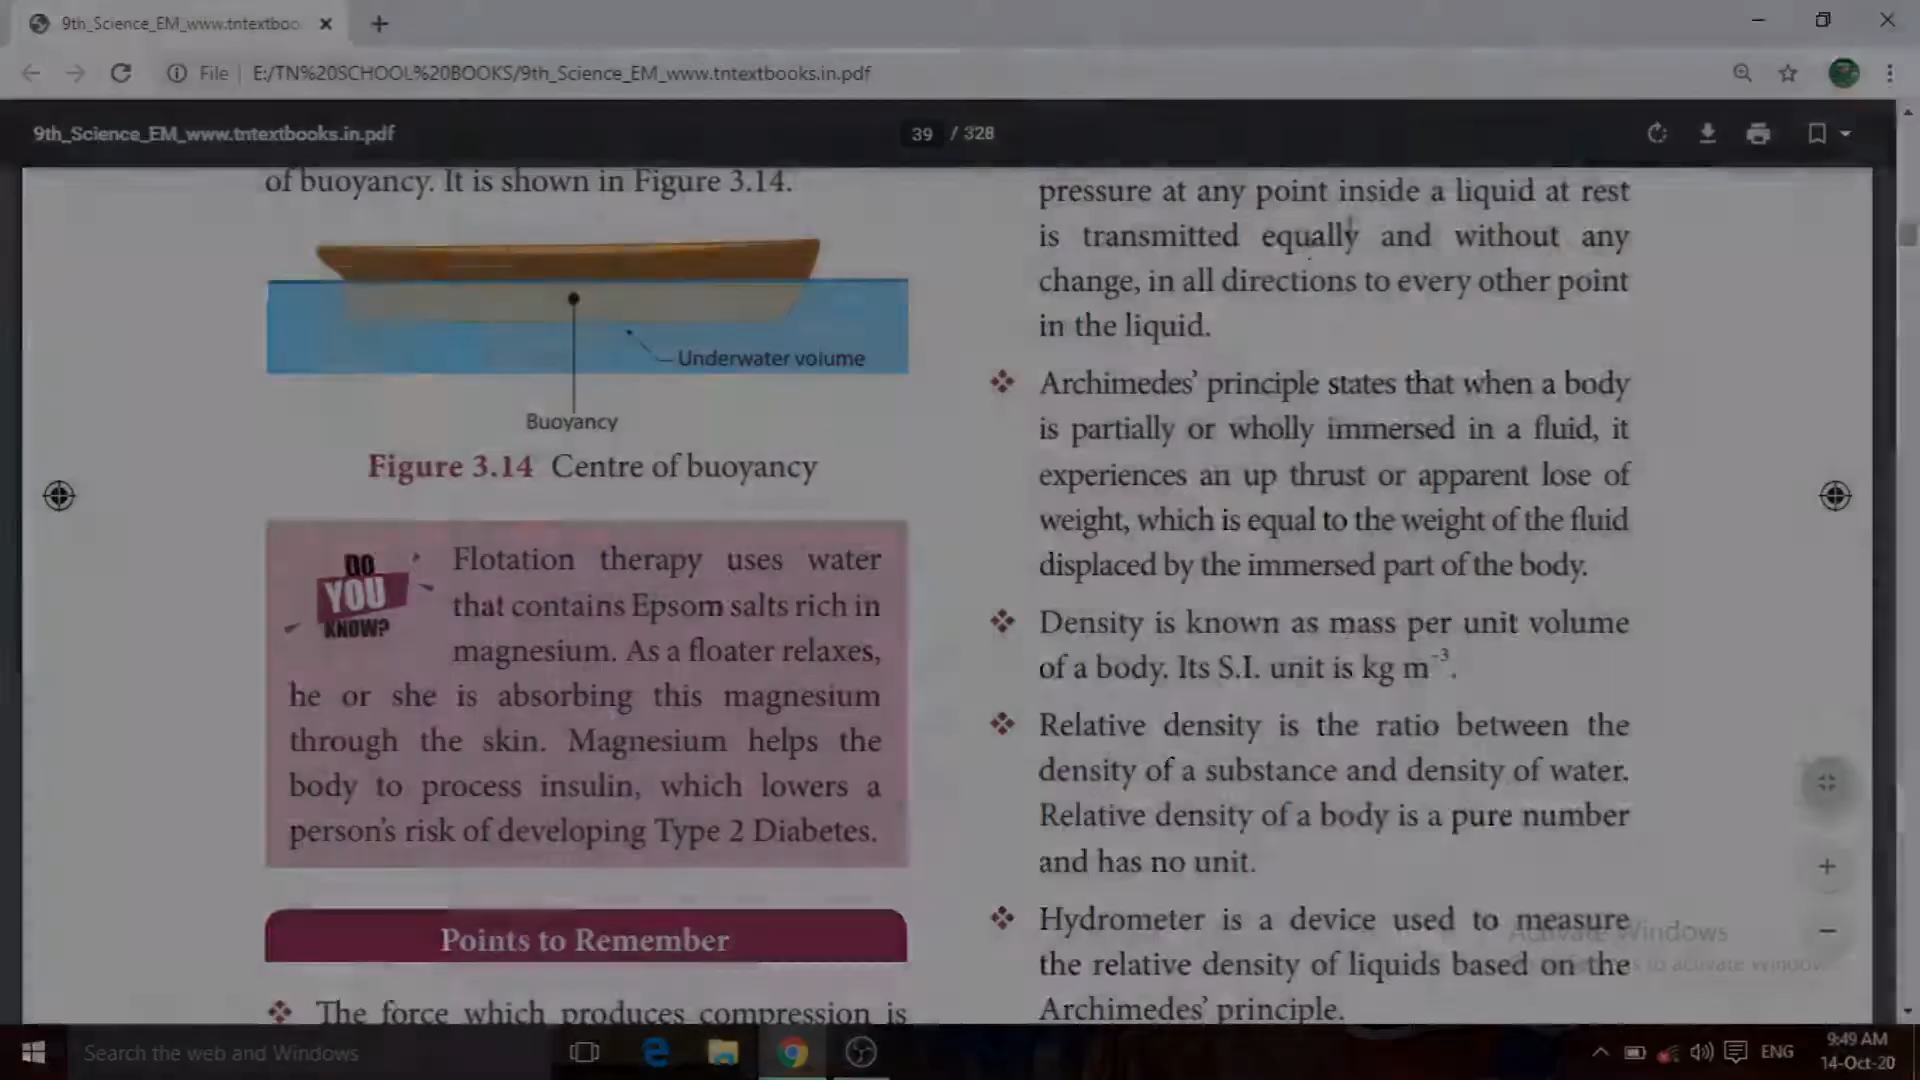 9th_Science_EM_www.tntextboo
File | E:/TN%20SCHOOL%20BOOKS/9th_Science_EM_www.tntextbooks.in.pdf
9th_Science_EM_www.tntextbooks.in.pdf
39 / 328
of buoyancy. It is shown in Figure 3.14.
Underwater volume
Buoyancy
Figure 3.14 Centre of buoyancy
DO
YOU
KNOW?
Flotation therapy uses water
that contains Epsom salts rich in
magnesium. As a floater relaxes,
he or she is absorbing this magnesium
through the skin. Magnesium helps the
body to process insulin, which lowers a
person's risk of developing Type 2 Diabetes.
Points to Remember
❖ The force which produces compression is
pressure at any point inside a liquid at rest
is transmitted equally and without any
change, in all directions to every other point
in the liquid.
❖ Archimedes' principle states that when a body
is partially or wholly immersed in a fluid, it
experiences an up thrust or apparent lose of
weight, which is equal to the weight of the fluid
displaced by the immersed part of the body.
❖ Density is known as mass per unit volume
of a body. Its S.I. unit is kg m⁻³.
❖ Relative density is the ratio between the
density of a substance and density of water.
Relative density of a body is a pure number
and has no unit.
❖ Hydrometer is a device used to measure
the relative density of liquids based on the
Archimedes' principle.
Activate Windows
to activate Window
Search the web and Windows
ENG
9:49 AM
14-Oct-20